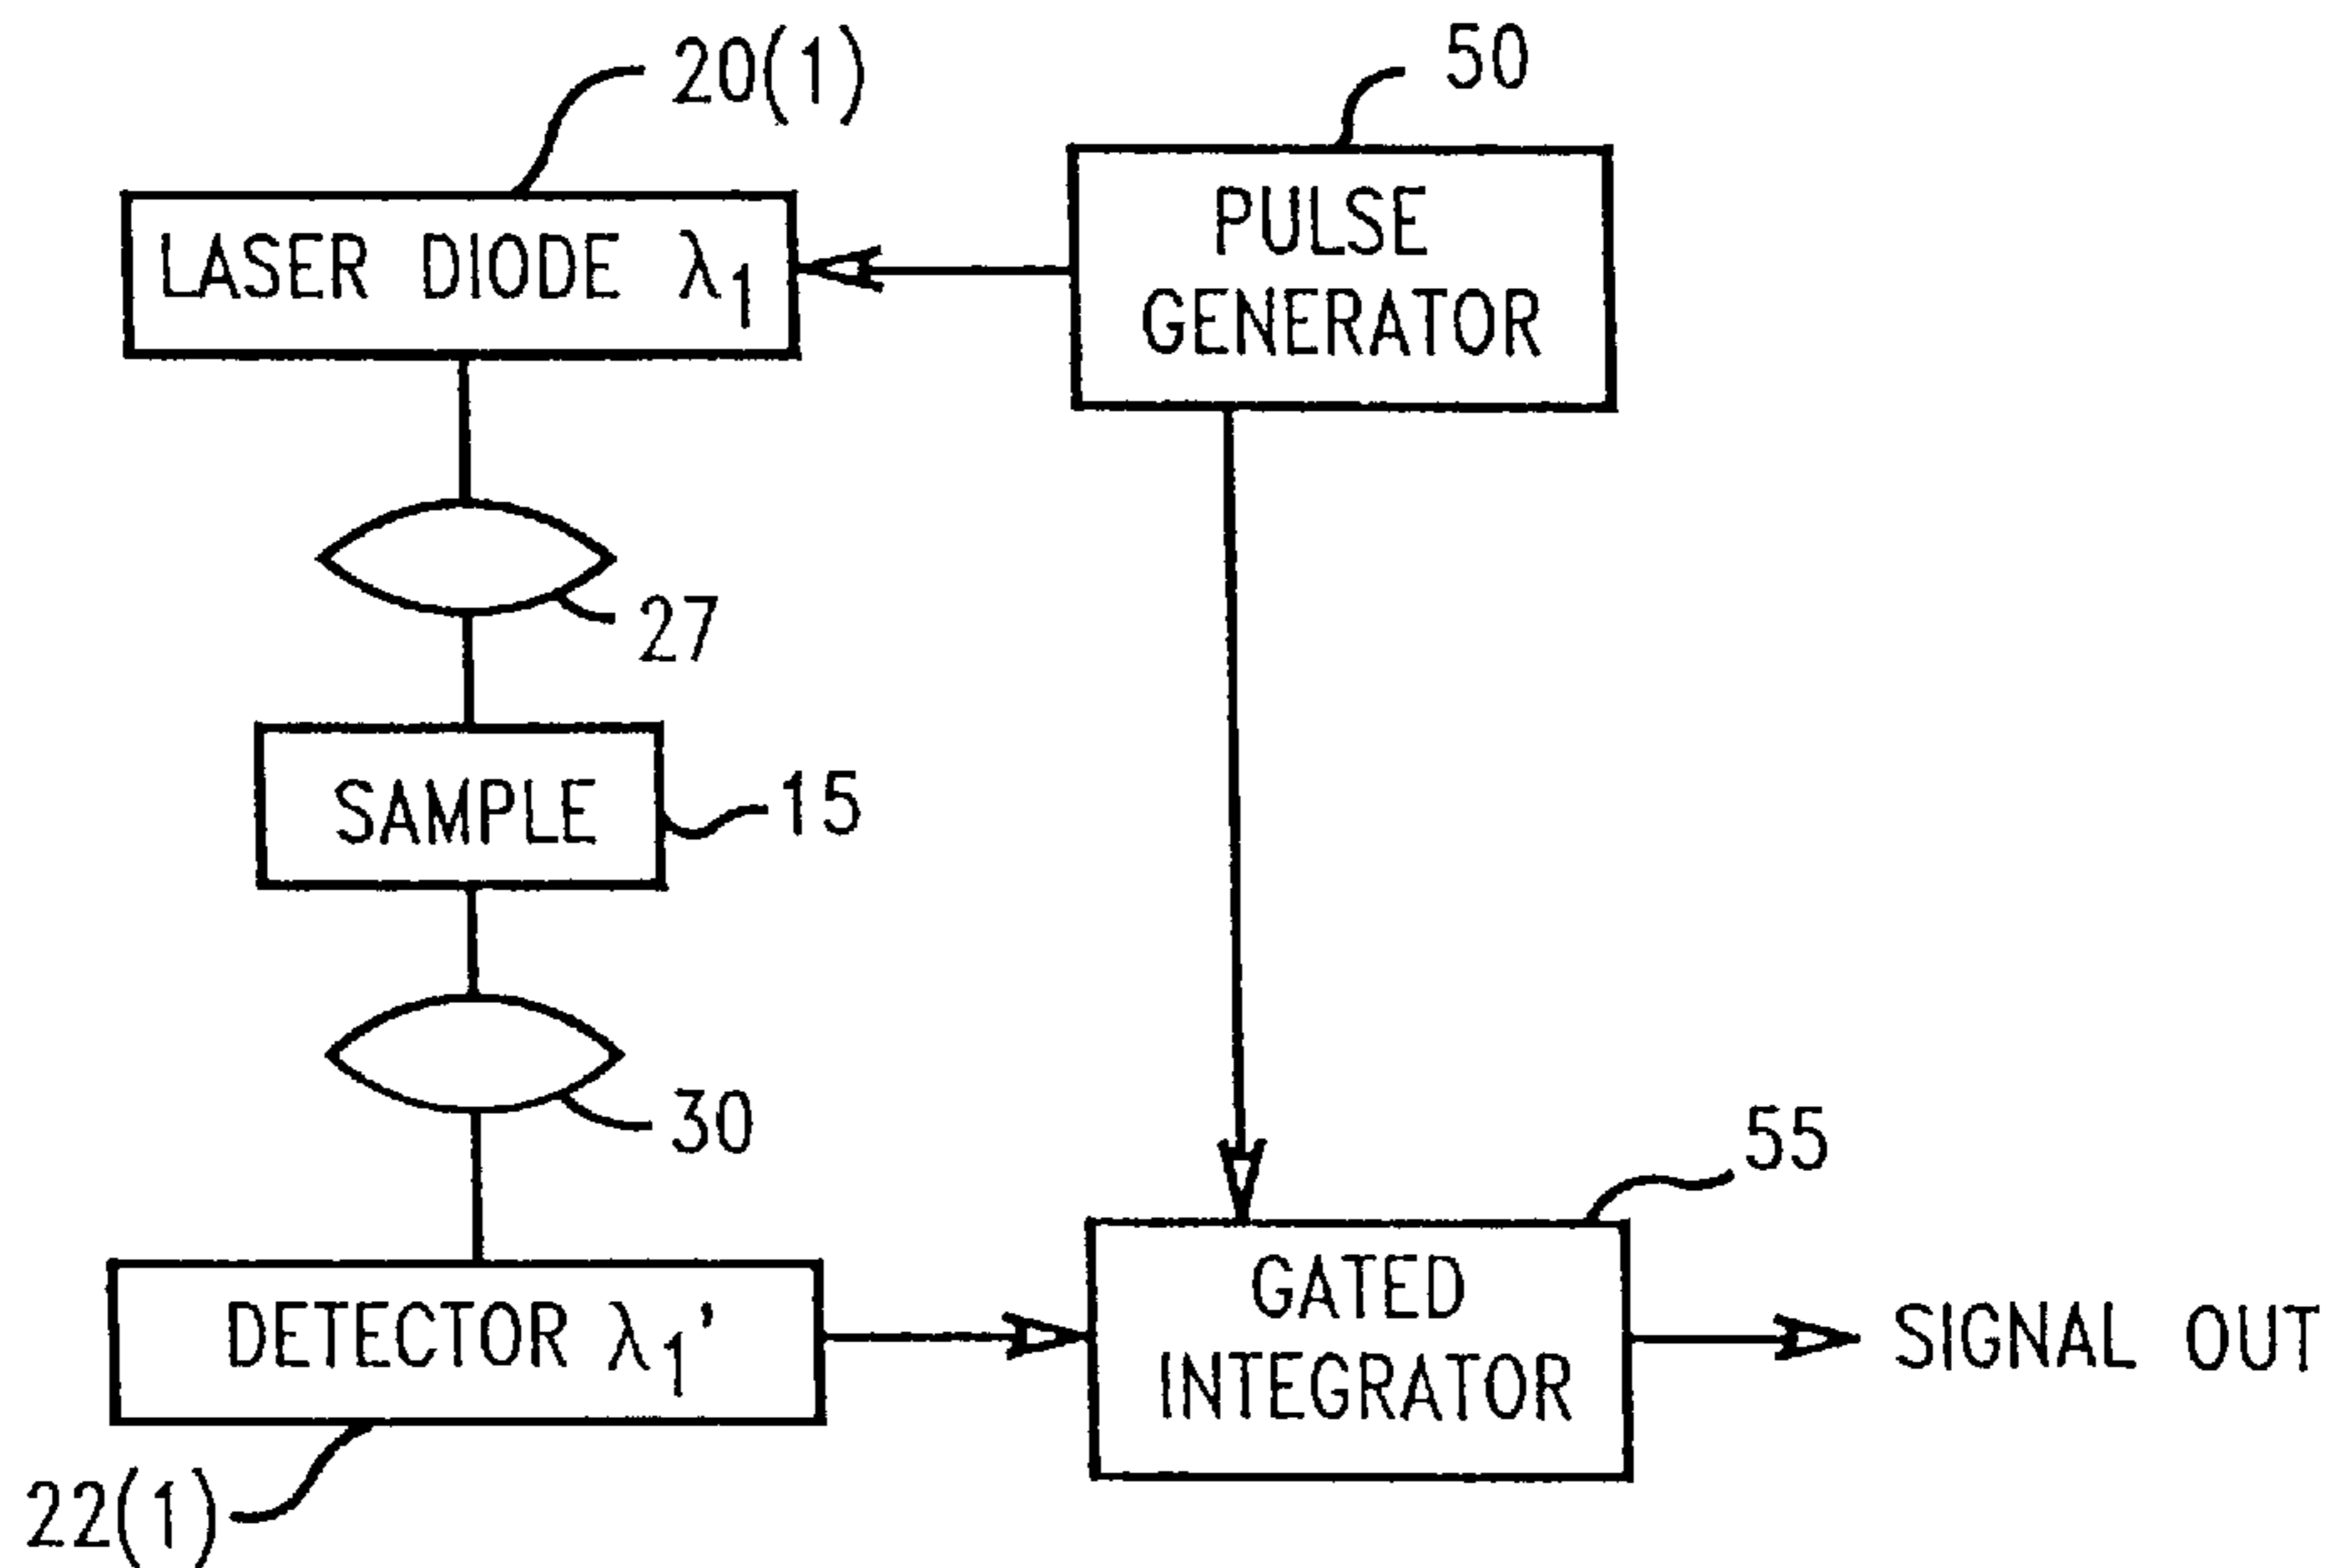 20(1)
50
LASER DIODE λ1
PULSE
GENERATOR
27
SAMPLE
15
30
55
DETECTOR λ1'
GATED
INTEGRATOR
SIGNAL OUT
22(1)